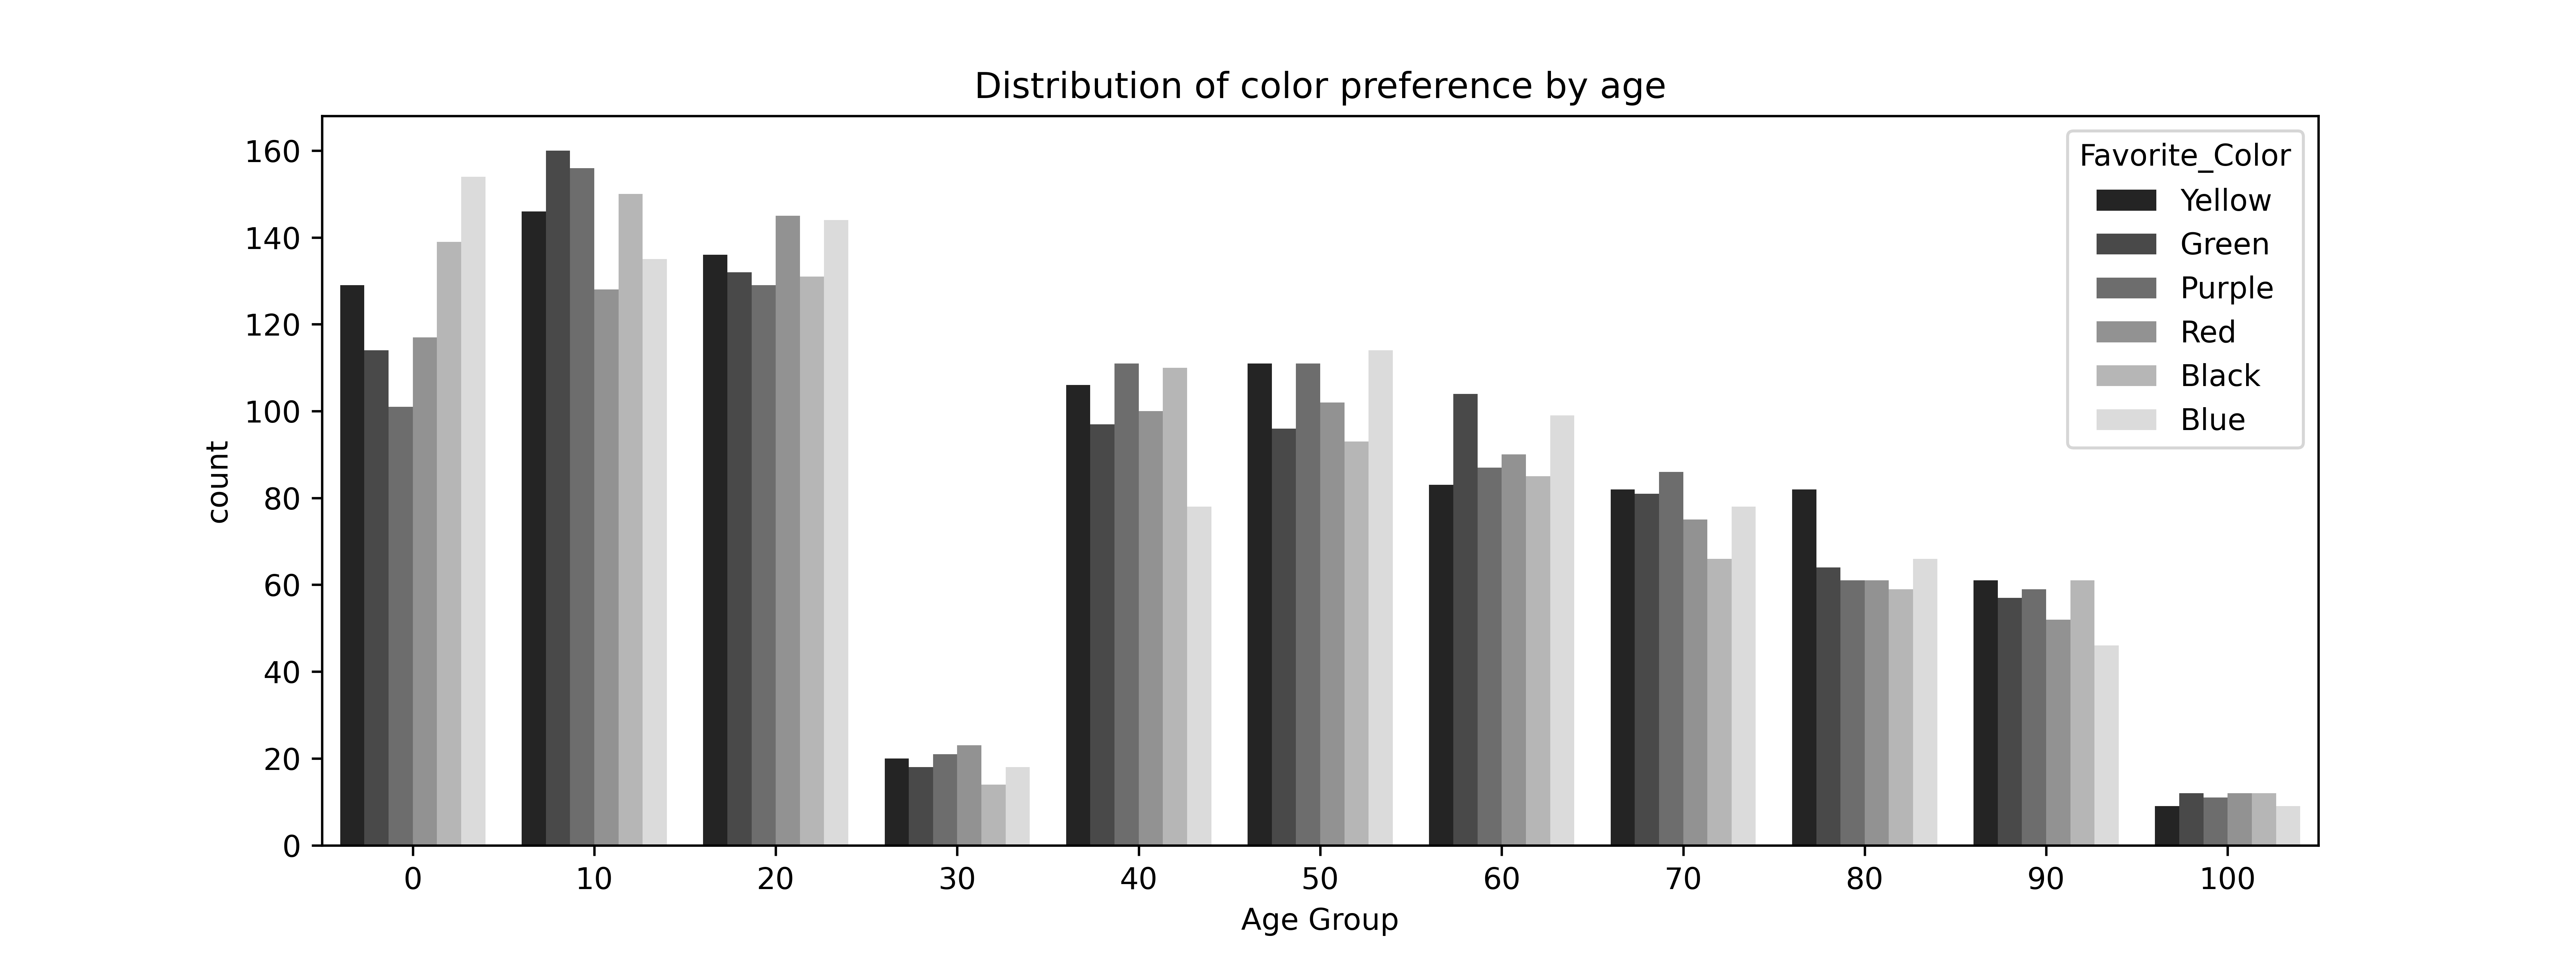 Distribution of color preference by age
160
140
120
100
80
60
40
20
0
count
0 10 20 30 40 50 60 70 80 90 100
Age Group
Favorite_Color
Yellow
Green
Purple
Red
Black
Blue